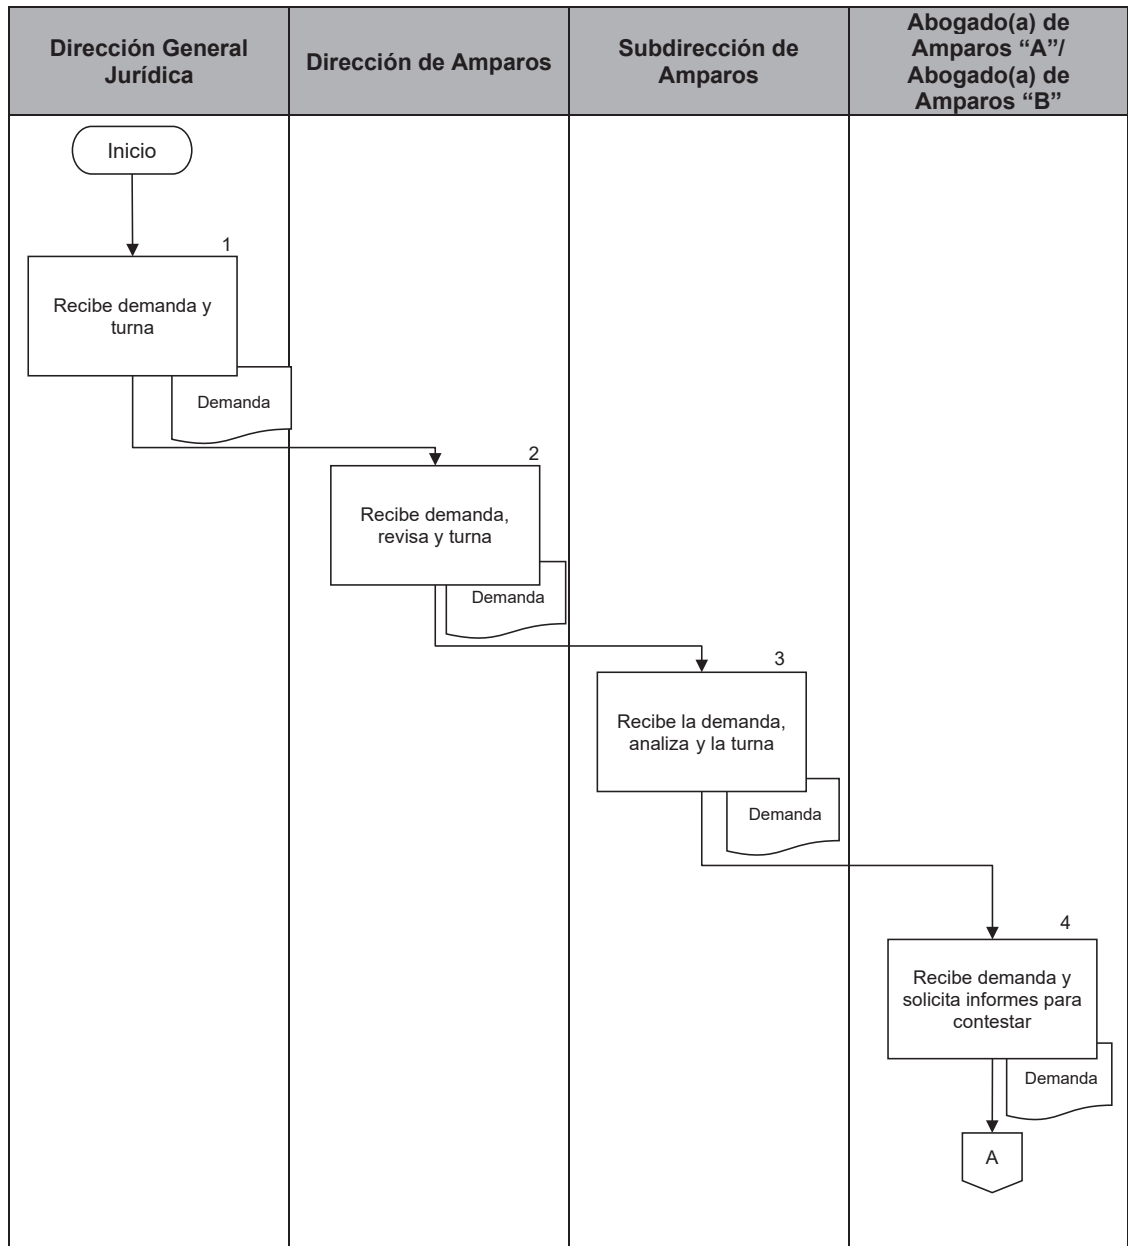 Dirección General
Jurídica
Dirección de Amparos
Subdirección de
Amparos
Abogado(a) de
Amparos “A”/
Abogado(a) de
Amparos “B”
Inicio
1
Recibe demanda y
turna
Demanda
2
Recibe demanda,
revisa y turna
Demanda
3
Recibe la demanda,
analiza y la turna
Demanda
4
Recibe demanda y
solicita informes para
contestar
Demanda
A